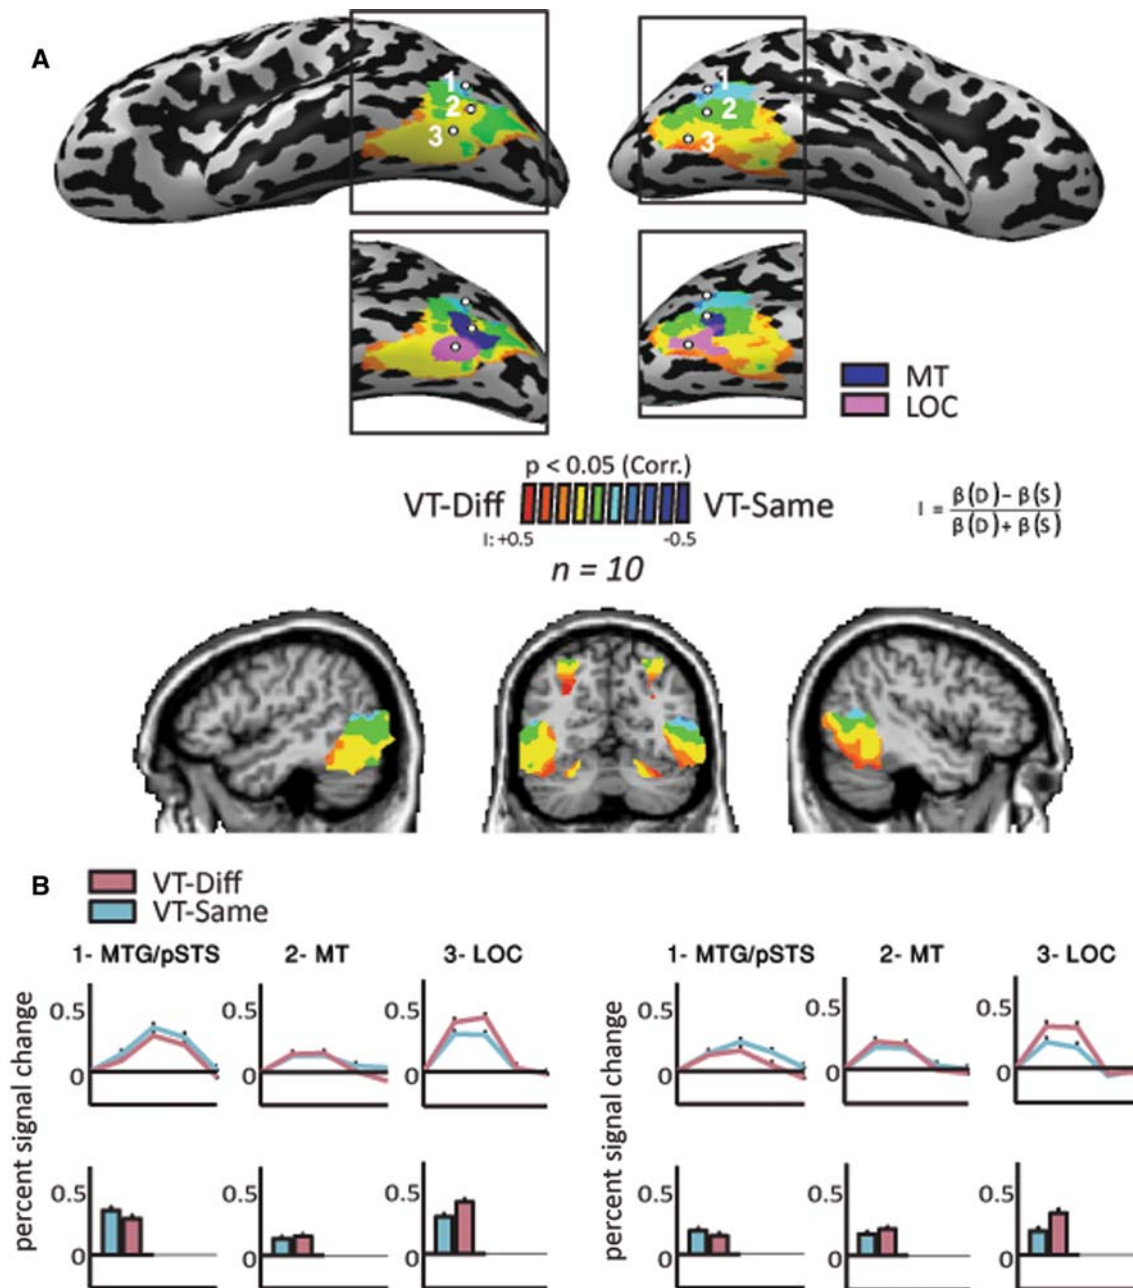 A
1
2
3
1
2
3
MT
LOC
p < 0.05 (Corr.)
VT-Diff
VT-Same
I: +0.5
-0.5
I = β(D) – β(S)
β(D) + β(S)
n = 10
B
VT-Diff
VT-Same
1- MTG/pSTS
2- MT
3- LOC
1- MTG/pSTS
2- MT
3- LOC
percent signal change
0.5
0
0.5
0
0.5
0
percent signal change
0.5
0
0.5
0
0.5
0
0.5
0
0.5
0
0.5
0
0.5
0
0.5
0
0.5
0